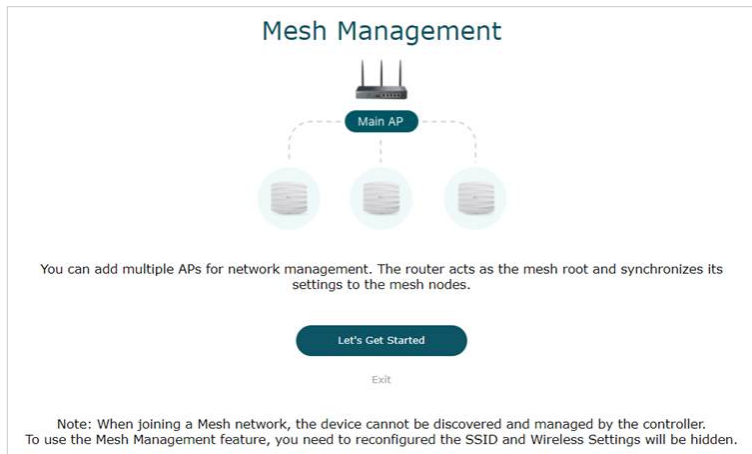 Mesh Management
Main AP
You can add multiple APs for network management. The router acts as the mesh root and synchronizes its
settings to the mesh nodes.
Let's Get Started
Exit
Note: When joining a Mesh network, the device cannot be discovered and managed by the controller.
To use the Mesh Management feature, you need to reconfigured the SSID and Wireless Settings will be hidden.